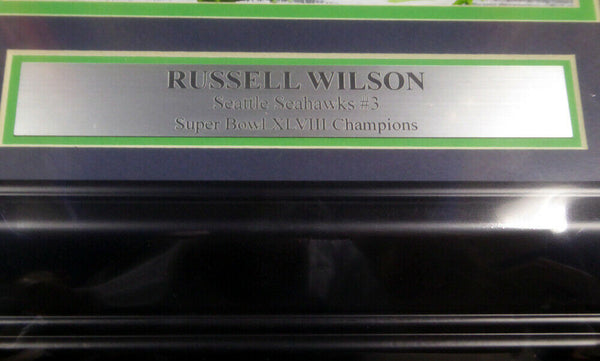 RUSSELL WILSON
Seattle Seahawks #3
Super Bowl XLVIII Champions